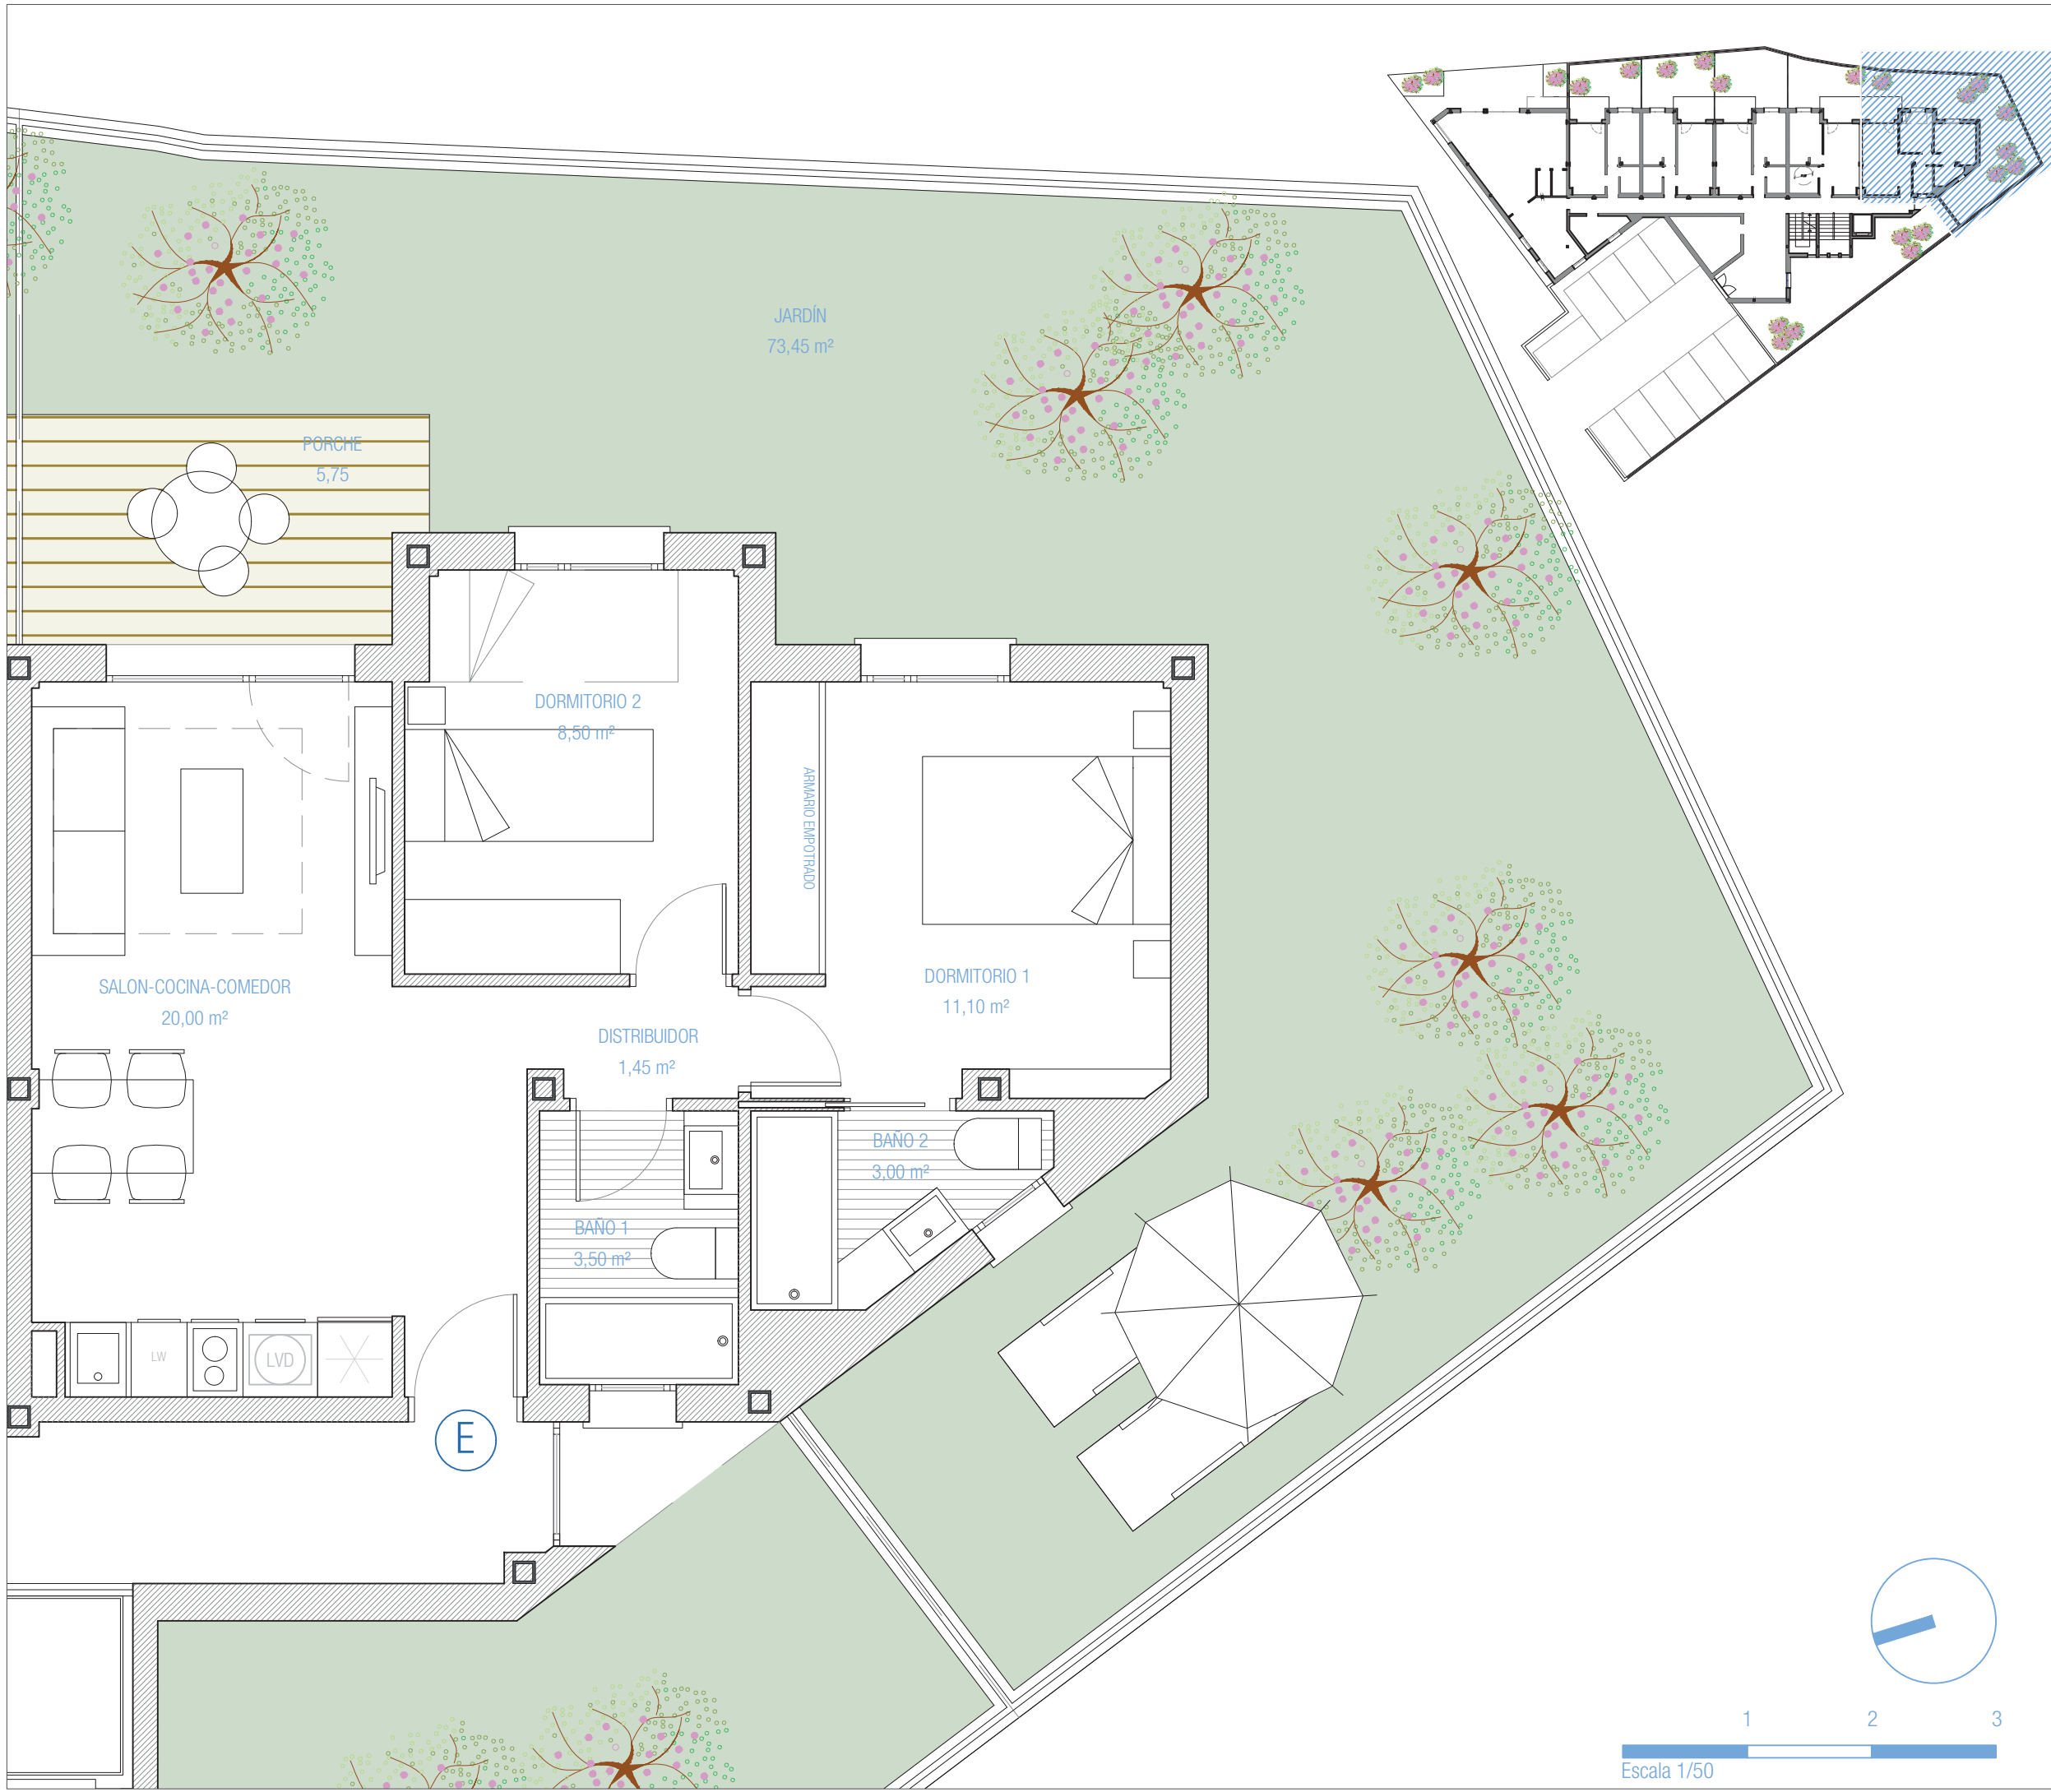 JARDÍN
73,45 m²
PORCHE
5,75
DORMITORIO 2
8,50 m²
ARMARIO EMPOTRADO
DORMITORIO 1
11,10 m²
SALON-COCINA-COMEDOR
20,00 m²
DISTRIBUIDOR
1,45 m²
BAÑO 2
3,00 m²
BAÑO 1
3,50 m²
LW
LVD
E
1 2 3
Escala 1/50